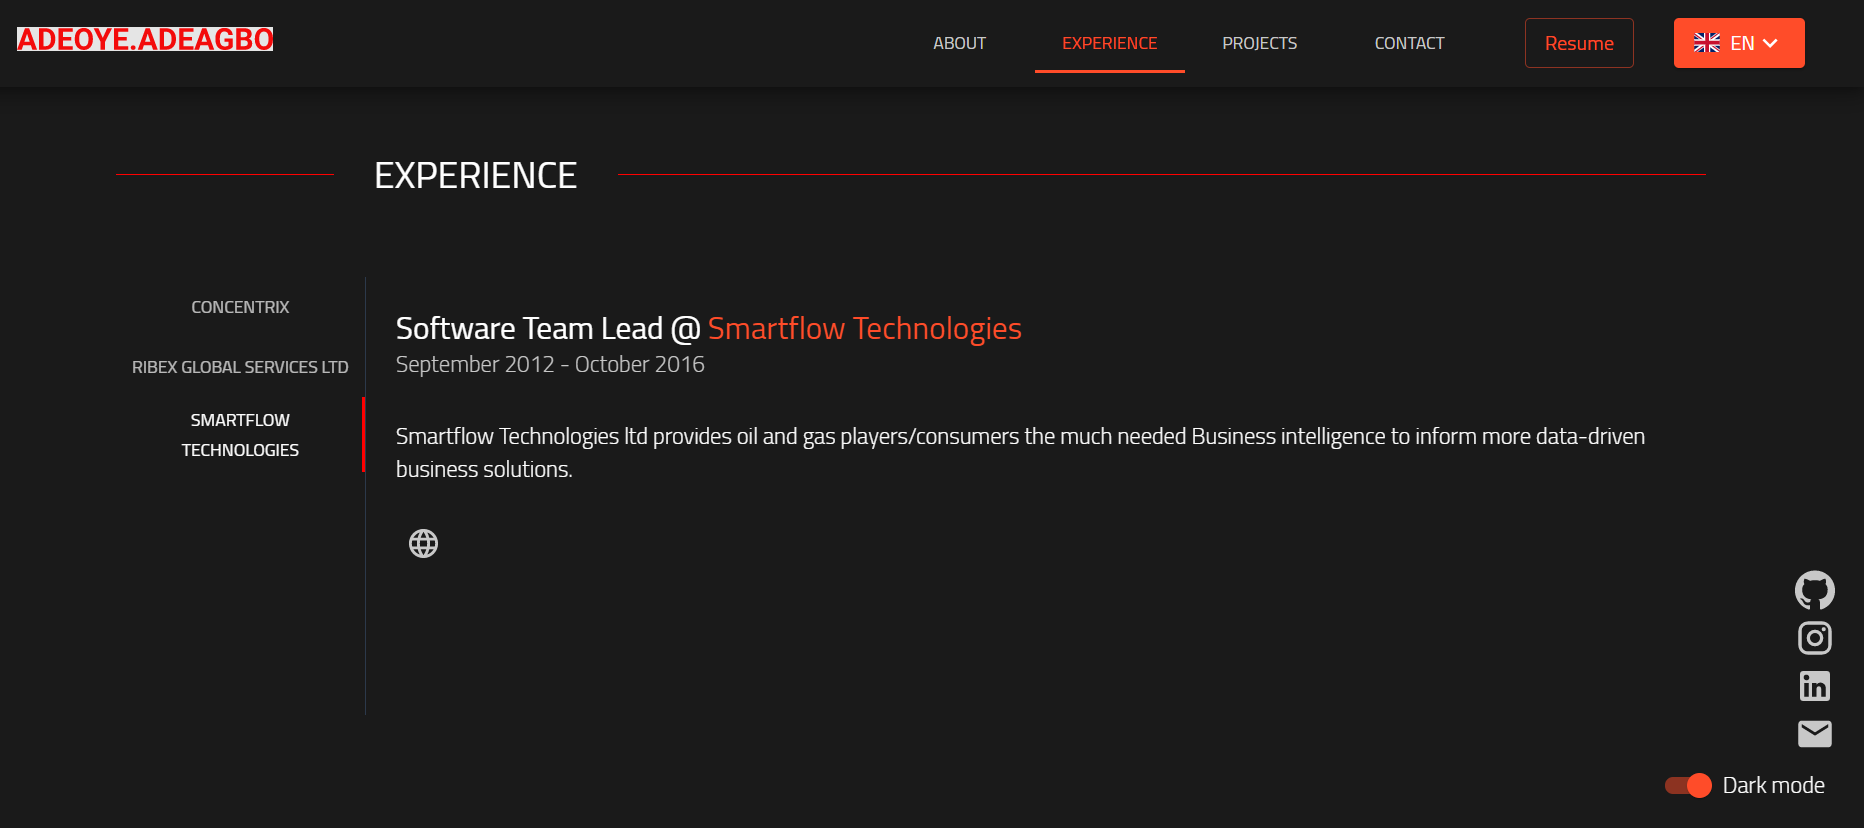 ADEOYE.ADEAGBO
ABOUT
EXPERIENCE
PROJECTS
CONTACT
Resume
EN
EXPERIENCE
CONCENTRIX
RIBEX GLOBAL SERVICES LTD
SMARTFLOW
TECHNOLOGIES
Software Team Lead @ Smartflow Technologies
September 2012 - October 2016
Smartflow Technologies ltd provides oil and gas players/consumers the much needed Business intelligence to inform more data-driven
business solutions.
in
Dark mode